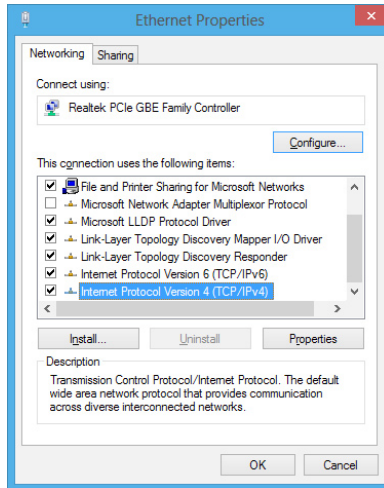 Ethernet Properties
Networking
Sharing
Connect using:
Realtek PCIe GBE Family Controller
Configure...
This connection uses the following items:
File and Printer Sharing for Microsoft Networks
Microsoft Network Adapter Multiplexor Protocol
Microsoft LLDP Protocol Driver
Link-Layer Topology Discovery Mapper I/O Driver
Link-Layer Topology Discovery Responder
Internet Protocol Version 6 (TCP/IPv6)
Internet Protocol Version 4 (TCP/IPv4)
Install...
Uninstall
Properties
Description
Transmission Control Protocol/Internet Protocol. The default
wide area network protocol that provides communication
across diverse interconnected networks.
OK
Cancel